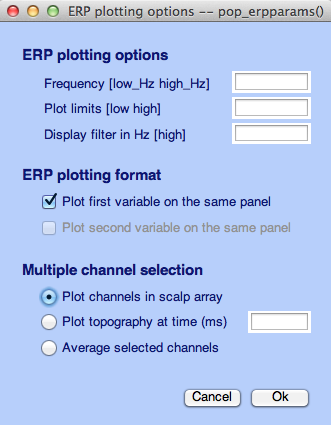 ERP plotting options -- pop_erpparams()
ERP plotting options
Frequency [low_Hz high_Hz]
Plot limits [low high]
Display filter in Hz [high]
ERP plotting format
Plot first variable on the same panel
Plot second variable on the same panel
Multiple channel selection
Plot channels in scalp array
Plot topography at time (ms)
Average selected channels
Cancel Ok